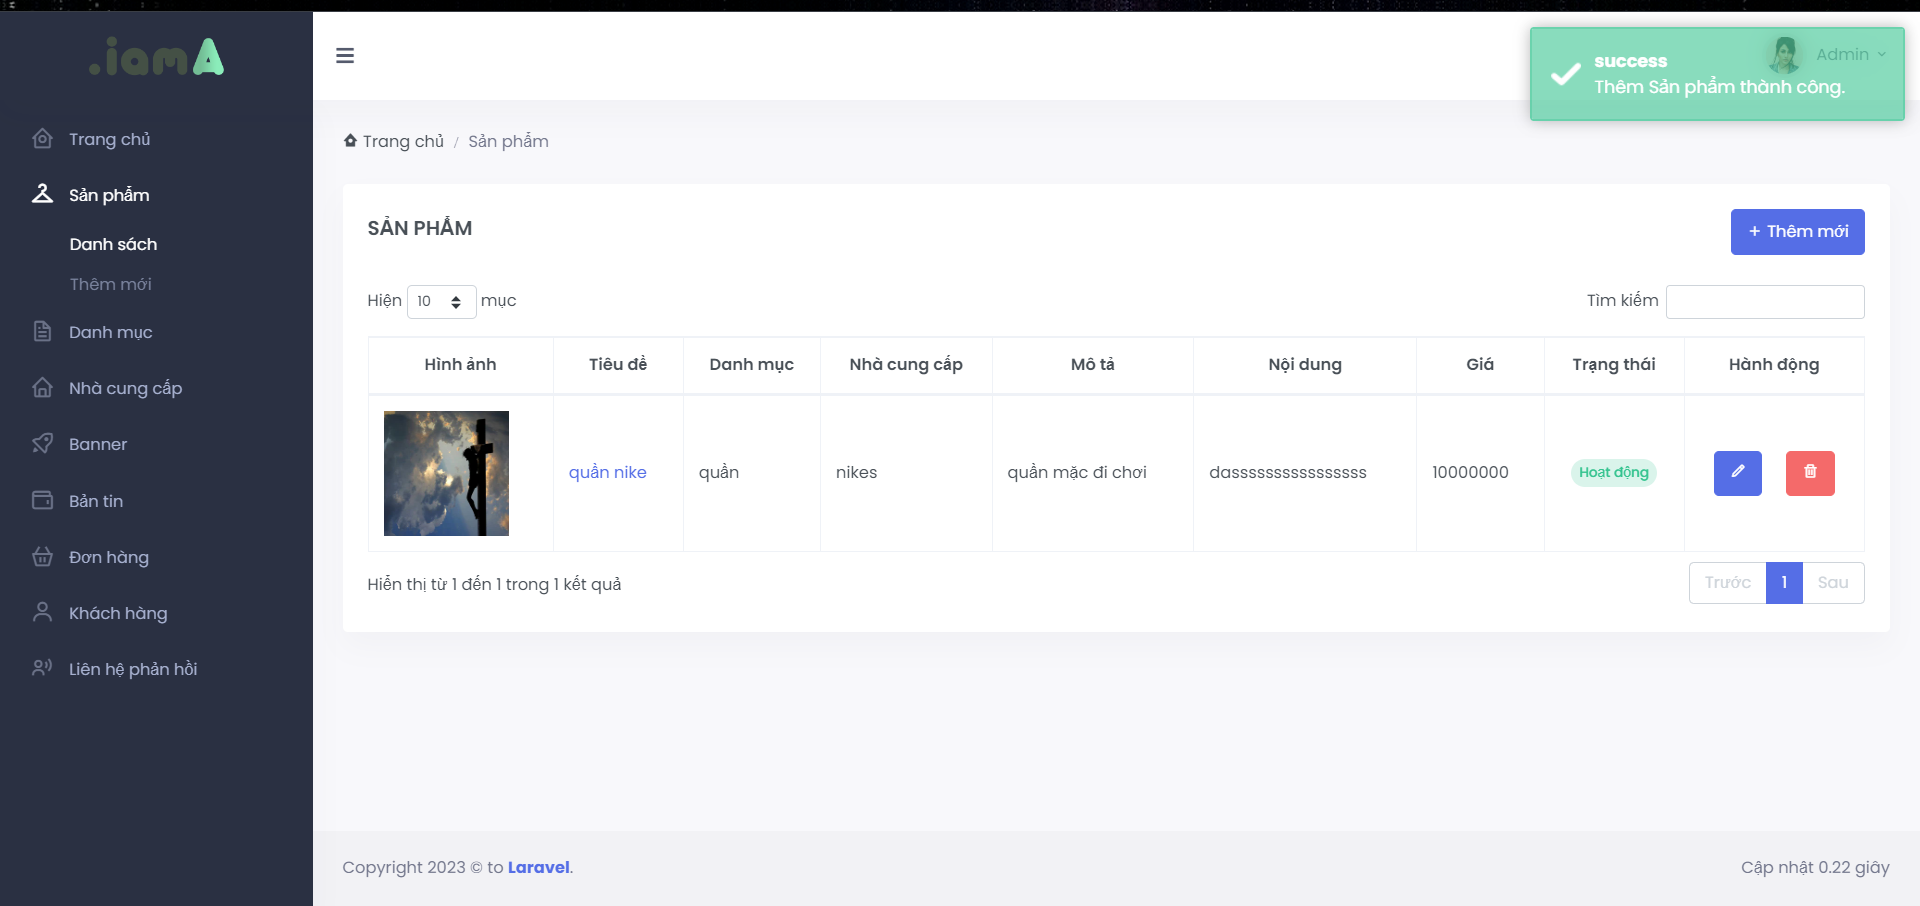 .iamA
Trang chủ
Sản phẩm
Danh sách
Thêm mới
Danh mục
Nhà cung cấp
Banner
Bản tin
Đơn hàng
Khách hàng
Liên hệ phản hồi
Admin
success
Thêm Sản phẩm thành công.
Trang chủ / Sản phẩm
SẢN PHẨM
+ Thêm mới
Hiện 10 mục
Tìm kiếm
Hình ảnh Tiêu đề Danh mục Nhà cung cấp Mô tả Nội dung Giá Trạng thái Hành động
quần nike quần nikes quần mặc đi chơi dasssssssssssssssss 10000000 Hoạt động
Hiển thị từ 1 đến 1 trong 1 kết quả
Trước 1 Sau
Copyright 2023 © to Laravel.
Cập nhật 0.22 giây